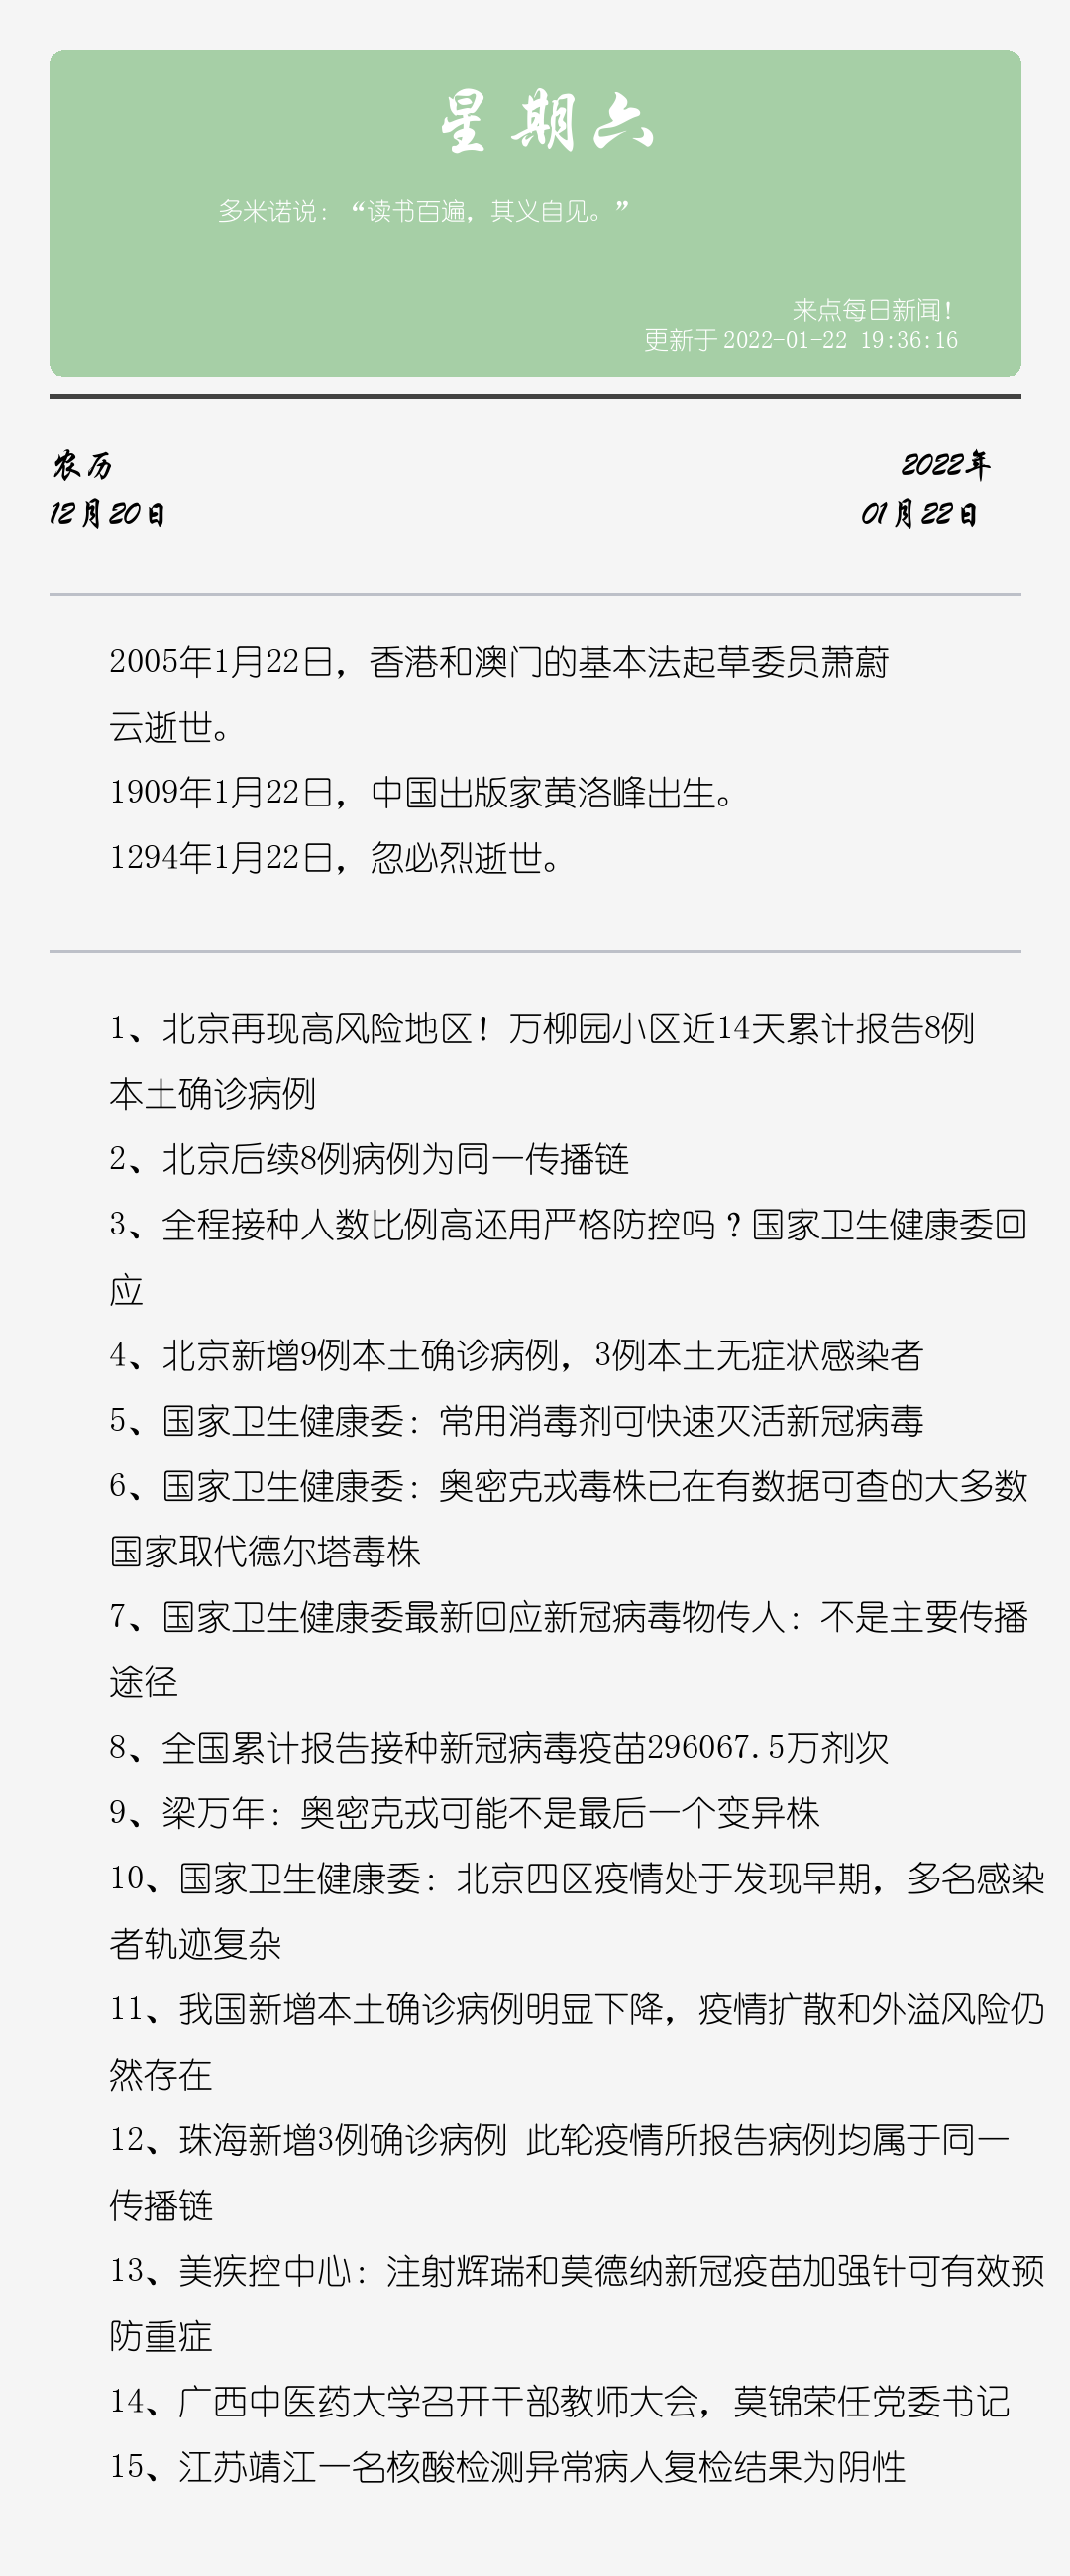 星期六
多米诺说：“读书百遍，其义自见。”
来点每日新闻！
更新于 2022-01-22 19:36:16
农历
12月20日
2022年
01月22日
2005年1月22日，香港和澳门的基本法起草委员萧蔚
云逝世。
1909年1月22日，中国出版家黄洛峰出生。
1294年1月22日，忽必烈逝世。
1、北京再现高风险地区！万柳园小区近14天累计报告8例
本土确诊病例
2、北京后续8例病例为同一传播链
3、全程接种人数比例高还用严格防控吗？国家卫生健康委回
应
4、北京新增9例本土确诊病例，3例本土无症状感染者
5、国家卫生健康委：常用消毒剂可快速灭活新冠病毒
6、国家卫生健康委：奥密克戎毒株已在有数据可查的大多数
国家取代德尔塔毒株
7、国家卫生健康委最新回应新冠病毒物传人：不是主要传播
途径
8、全国累计报告接种新冠病毒疫苗296067.5万剂次
9、梁万年：奥密克戎可能不是最后一个变异株
10、国家卫生健康委：北京四区疫情处于发现早期，多名感染
者轨迹复杂
11、我国新增本土确诊病例明显下降，疫情扩散和外溢风险仍
然存在
12、珠海新增3例确诊病例 此轮疫情所报告病例均属于同一
传播链
13、美疾控中心：注射辉瑞和莫德纳新冠疫苗加强针可有效预
防重症
14、广西中医药大学召开干部教师大会，莫锦荣任党委书记
15、江苏靖江一名核酸检测异常病人复检结果为阴性